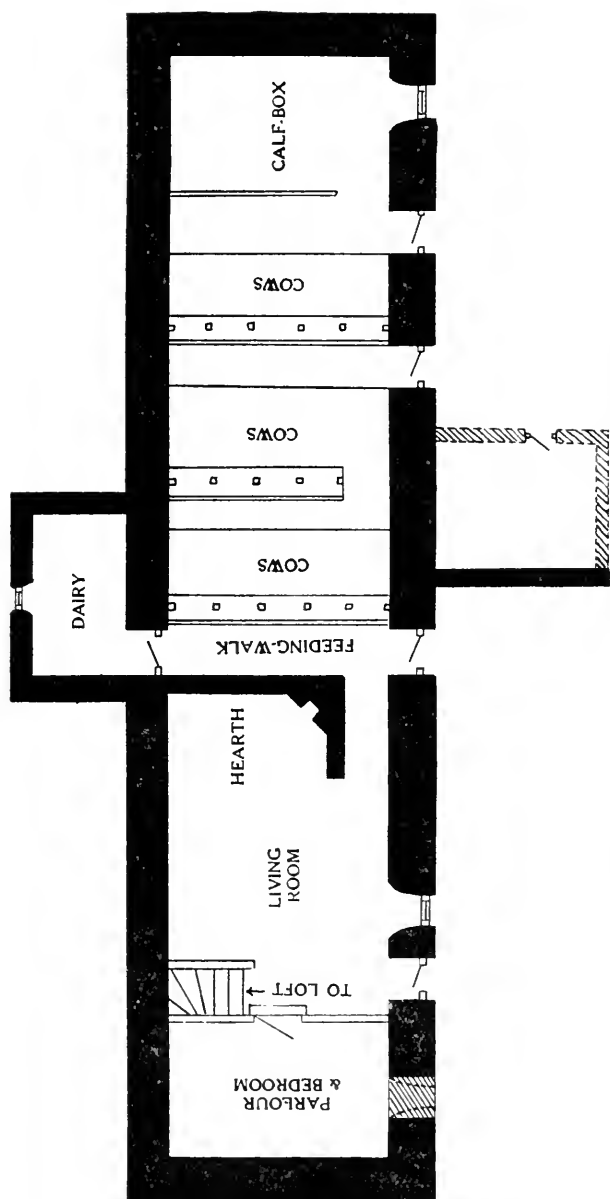 CALF-BOX
COWS
COWS
COWS
DAIRY
FEEDING-WALK
HEARTH
LIVING
ROOM
TO LOFT
PARLOUR
& BEDROOM